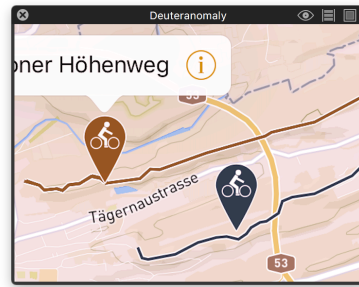 Deuteranomaly
oner Höhenweg
i
53
Tägernaustrasse
53